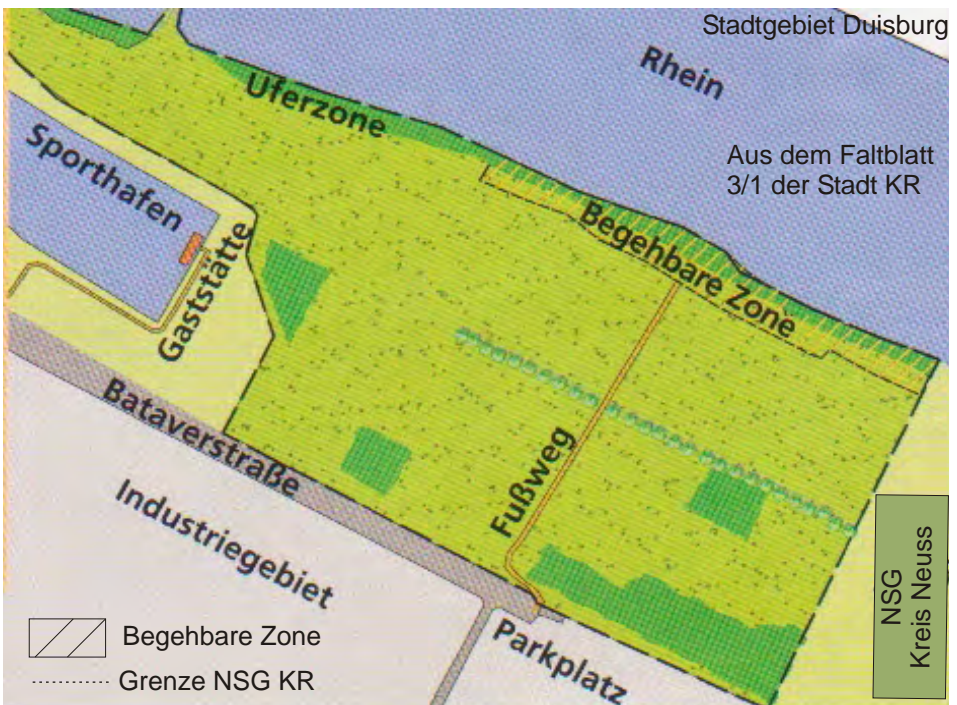 Stadtgebiet Duisburg
Rhein
Uferzone
Sporthafen
Aus dem Faltblatt
3/1 der Stadt KR
Begehbare Zone
Gaststätte
Bataverstraße
Fußweg
Industriegebiet
NSG
Kreis Neuss
Parkplatz
Begehbare Zone
Grenze NSG KR